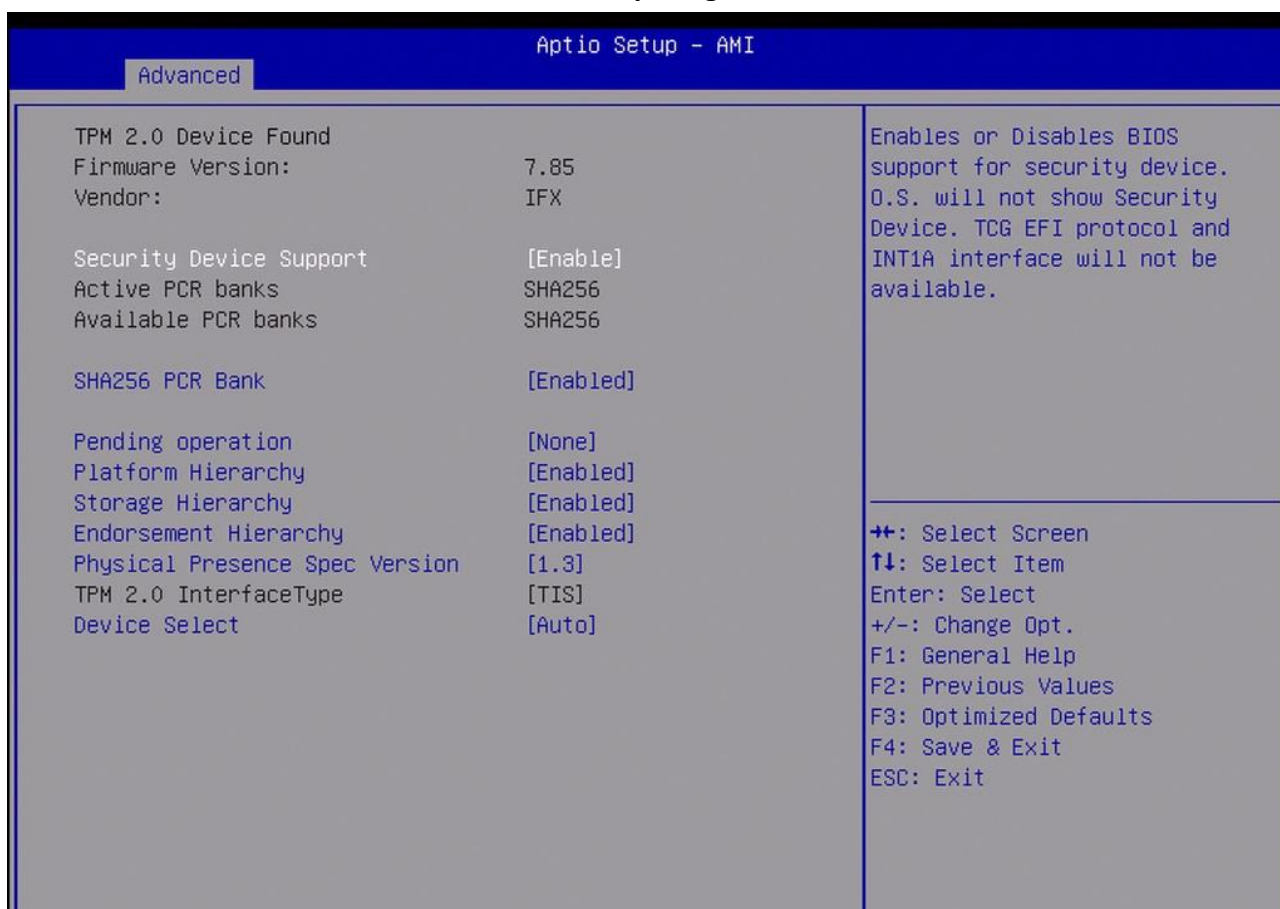 Aptio Setup – AMI
Advanced
TPM 2.0 Device Found
Firmware Version: 7.85
Vendor: IFX
Security Device Support [Enable]
Active PCR banks SHA256
Available PCR banks SHA256
SHA256 PCR Bank [Enabled]
Pending operation [None]
Platform Hierarchy [Enabled]
Storage Hierarchy [Enabled]
Endorsement Hierarchy [Enabled]
Physical Presence Spec Version [1.3]
TPM 2.0 InterfaceType [TIS]
Device Select [Auto]
Enables or Disables BIOS
support for security device.
O.S. will not show Security
Device. TCG EFI protocol and
INT1A interface will not be
available.
→←: Select Screen
↑↓: Select Item
Enter: Select
+/-: Change Opt.
F1: General Help
F2: Previous Values
F3: Optimized Defaults
F4: Save & Exit
ESC: Exit